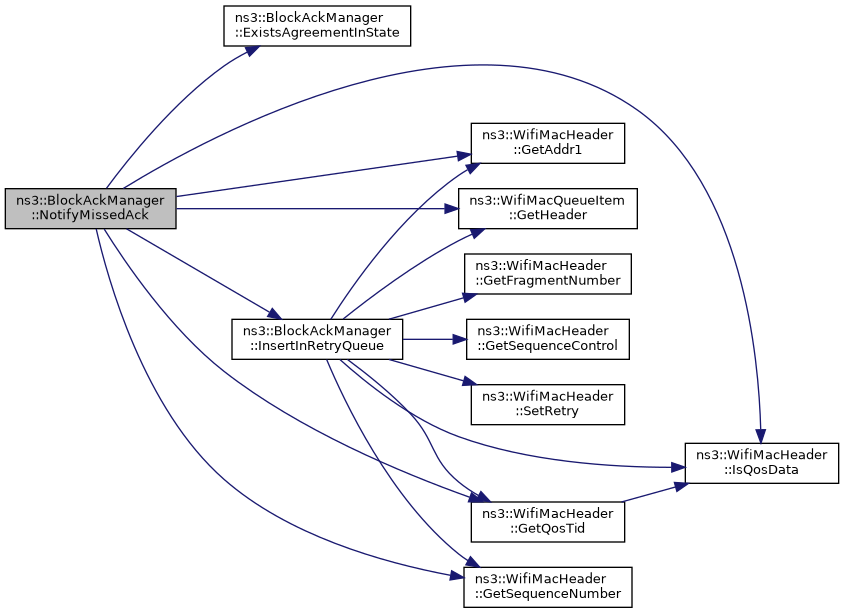 ns3::BlockAckManager
::ExistsAgreementInState
ns3::WifiMacHeader
::GetAddr1
ns3::BlockAckManager
::NotifyMissedAck
ns3::WifiMacQueueItem
::GetHeader
ns3::WifiMacHeader
::GetFragmentNumber
ns3::BlockAckManager
::InsertInRetryQueue
ns3::WifiMacHeader
::GetSequenceControl
ns3::WifiMacHeader
::SetRetry
ns3::WifiMacHeader
::IsQosData
ns3::WifiMacHeader
::GetQosTid
ns3::WifiMacHeader
::GetSequenceNumber